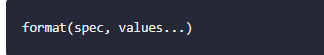 format(spec, values...)